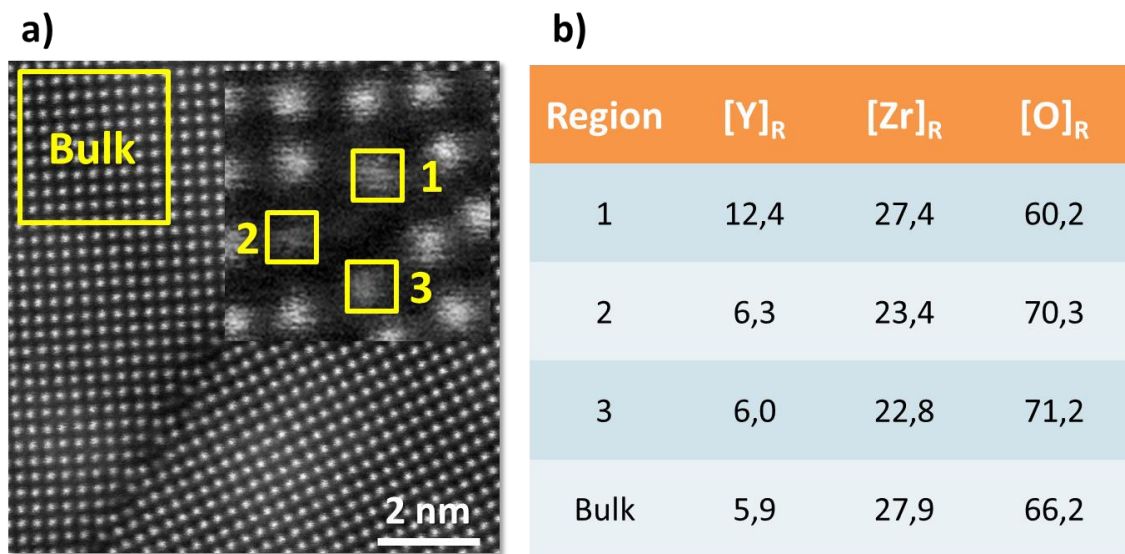 a)
b)
Bulk
1
2
3
2 nm
Region [Y]R [Zr]R [O]R
1 12,4 27,4 60,2
2 6,3 23,4 70,3
3 6,0 22,8 71,2
Bulk 5,9 27,9 66,2